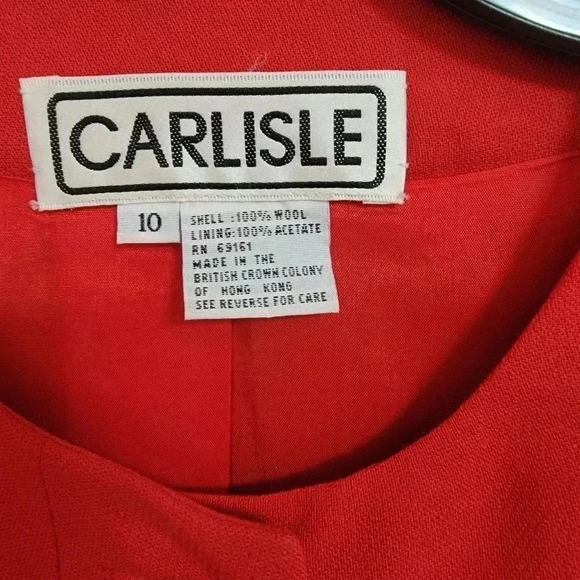 CARLISLE
10
SHELL :100% WOOL
LINING:100% ACETATE
RN 69161
MADE IN THE
BRITISH CROWN COLONY
OF HONG KONG
SEE REVERSE FOR CARE